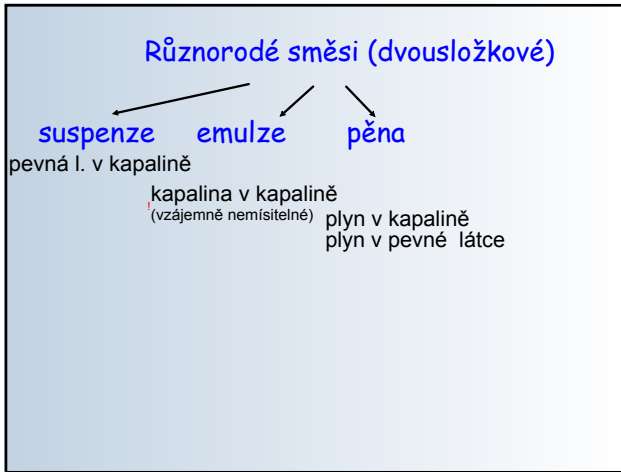 Různorodé směsi (dvousložkové)
suspenze emulze pěna
pevná l. v kapalině
!kapalina v kapalině
(vzájemně nemísitelné)
plyn v kapalině
plyn v pevné látce